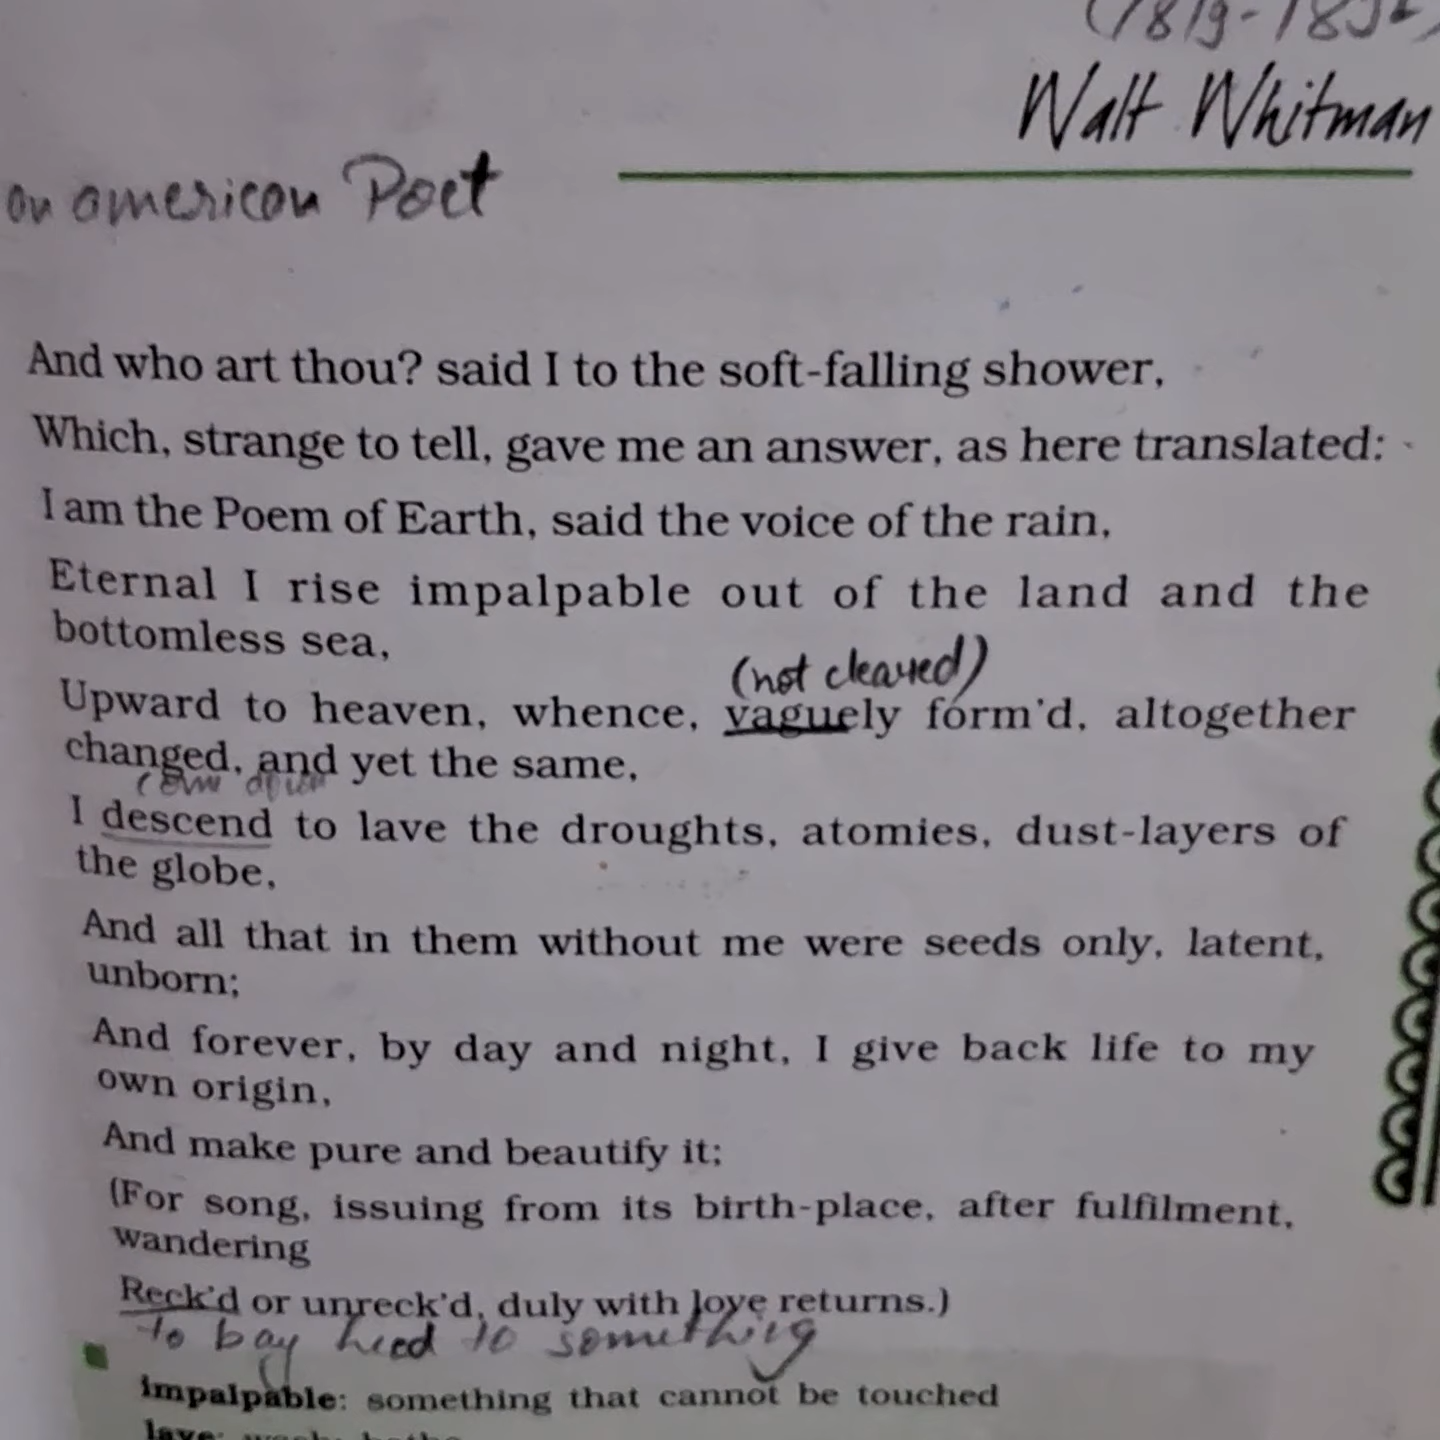 (1819-1892)
Walt Whitman
an american Poet
And who art thou? said I to the soft-falling shower,
Which, strange to tell, gave me an answer, as here translated:
I am the Poem of Earth, said the voice of the rain,
Eternal I rise impalpable out of the land and the
bottomless sea,
(not cleared)
Upward to heaven, whence, vaguely form'd, altogether
changed, and yet the same,
I descend to lave the droughts, atomies, dust-layers of
the globe,
And all that in them without me were seeds only, latent,
unborn;
And forever, by day and night, I give back life to my
own origin,
And make pure and beautify it;
(For song, issuing from its birth-place, after fulfilment,
wandering
Reck'd or unreck'd, duly with love returns.)
to bay heed to something
impalpable: something that cannot be touched
lave: